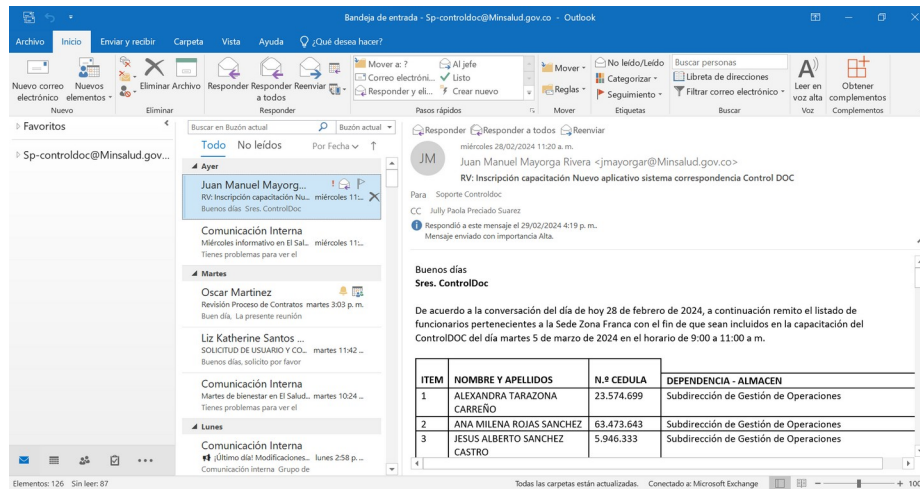 Bandeja de entrada - Sp-controldoc@Minsalud.gov.co - Outlook
Archivo Inicio Enviar y recibir Carpeta Vista Ayuda ¿Qué desea hacer?
Nuevo correo electrónico
Nuevos elementos
Nuevo
Eliminar
Archivo
Eliminar
Responder
Responder a todos
Reenviar
Responder
Mover a: ?
Correo electróni...
Responder y eli...
Al jefe
Listo
Crear nuevo
Pasos rápidos
Mover
Reglas
Mover
No leído/Leído
Categorizar
Seguimiento
Etiquetas
Buscar personas
Libreta de direcciones
Filtrar correo electrónico
Buscar
Leer en voz alta
Voz
Obtener complementos
Complementos
Favoritos
Sp-controldoc@Minsalud.gov...
Buscar en Buzón actual Buzón actual
Todo No leídos Por Fecha
Ayer
Juan Manuel Mayorg...
RV: Inscripción capacitación Nu... miércoles 11:...
Buenos días Sres. ControlDoc
Comunicación Interna
Miércoles informativo en El Sal... miércoles 11:...
Tienes problemas para ver el
Martes
Oscar Martinez
Revisión Proceso de Contratos martes 3:03 p. m.
Buen día, La presente reunión
Liz Katherine Santos ...
SOLICITUD DE USUARIO Y CO... martes 11:42 ...
Buenos días, solicito por favor
Comunicación Interna
Martes de bienestar en El Salud... martes 10:24 ...
Tienes problemas para ver el
Lunes
Comunicación Interna
¡Último día! Modificaciones... lunes 2:58 p. ...
Comunicación interna Grupo de
Responder Responder a todos Reenviar
miércoles 28/02/2024 11:20 a. m.
JM
Juan Manuel Mayorga Rivera <jmayorgar@Minsalud.gov.co>
RV: Inscripción capacitación Nuevo aplicativo sistema correspondencia Control DOC
Para Soporte Controldoc
CC Jully Paola Preciado Suarez
Respondió a este mensaje el 29/02/2024 4:19 p. m..
Mensaje enviado con importancia Alta.
Buenos días
Sres. ControlDoc
De acuerdo a la conversación del día de hoy 28 de febrero de 2024, a continuación remito el listado de
funcionarios pertenecientes a la Sede Zona Franca con el fin de que sean incluidos en la capacitación del
ControlDOC del día martes 5 de marzo de 2024 en el horario de 9:00 a 11:00 a m.
ITEM NOMBRE Y APELLIDOS N.º CEDULA DEPENDENCIA - ALMACEN
1 ALEXANDRA TARAZONA CARREÑO 23.574.699 Subdirección de Gestión de Operaciones
2 ANA MILENA ROJAS SANCHEZ 63.473.643 Subdirección de Gestión de Operaciones
3 JESUS ALBERTO SANCHEZ CASTRO 5.946.333 Subdirección de Gestión de Operaciones
Elementos: 126 Sin leer: 87
Todas las carpetas están actualizadas. Conectado a: Microsoft Exchange
100